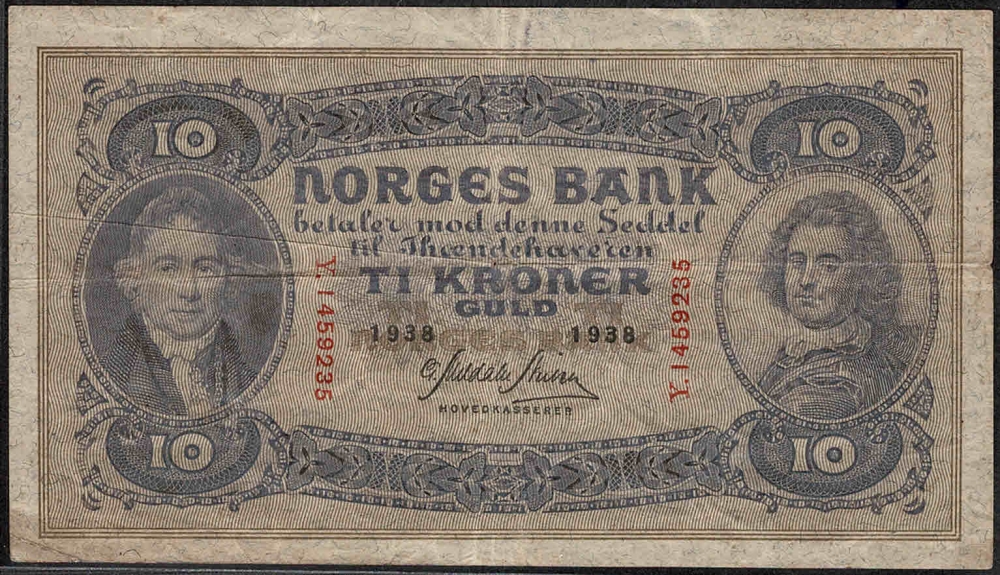 10 10
NORGES BANK
betaler mod denne Seddel
til Ihændehaveren
TI KRONER
GULD
1938 1938
Y.1459235
Y.1459235
HOVEDKASSERER
10 10